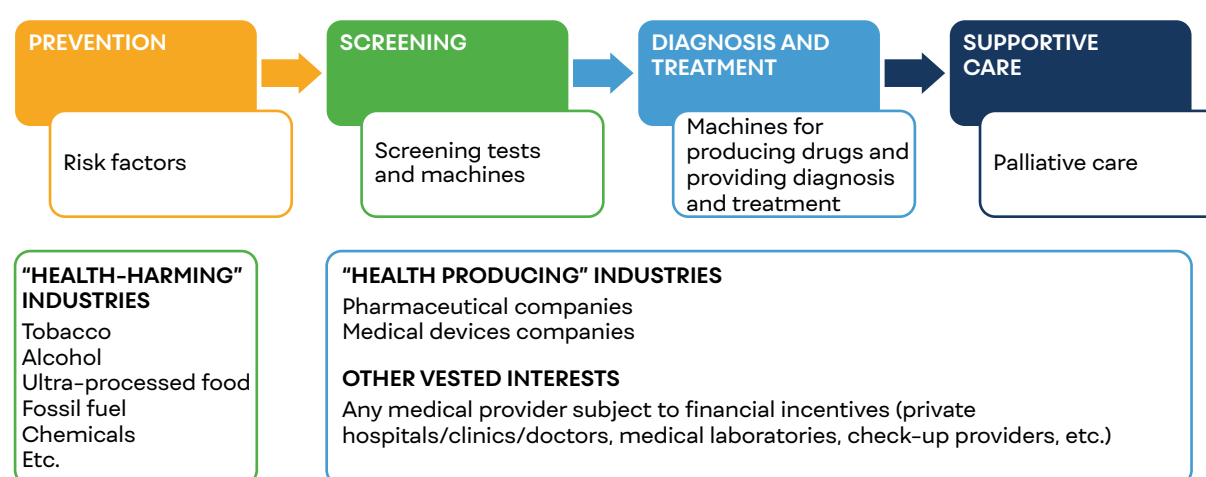 PREVENTION
Risk factors
SCREENING
Screening tests
and machines
DIAGNOSIS AND
TREATMENT
Machines for
producing drugs and
providing diagnosis
and treatment
SUPPORTIVE
CARE
Palliative care
“HEALTH-HARMING”
INDUSTRIES
Tobacco
Alcohol
Ultra-processed food
Fossil fuel
Chemicals
Etc.
“HEALTH PRODUCING” INDUSTRIES
Pharmaceutical companies
Medical devices companies
OTHER VESTED INTERESTS
Any medical provider subject to financial incentives (private
hospitals/clinics/doctors, medical laboratories, check-up providers, etc.)